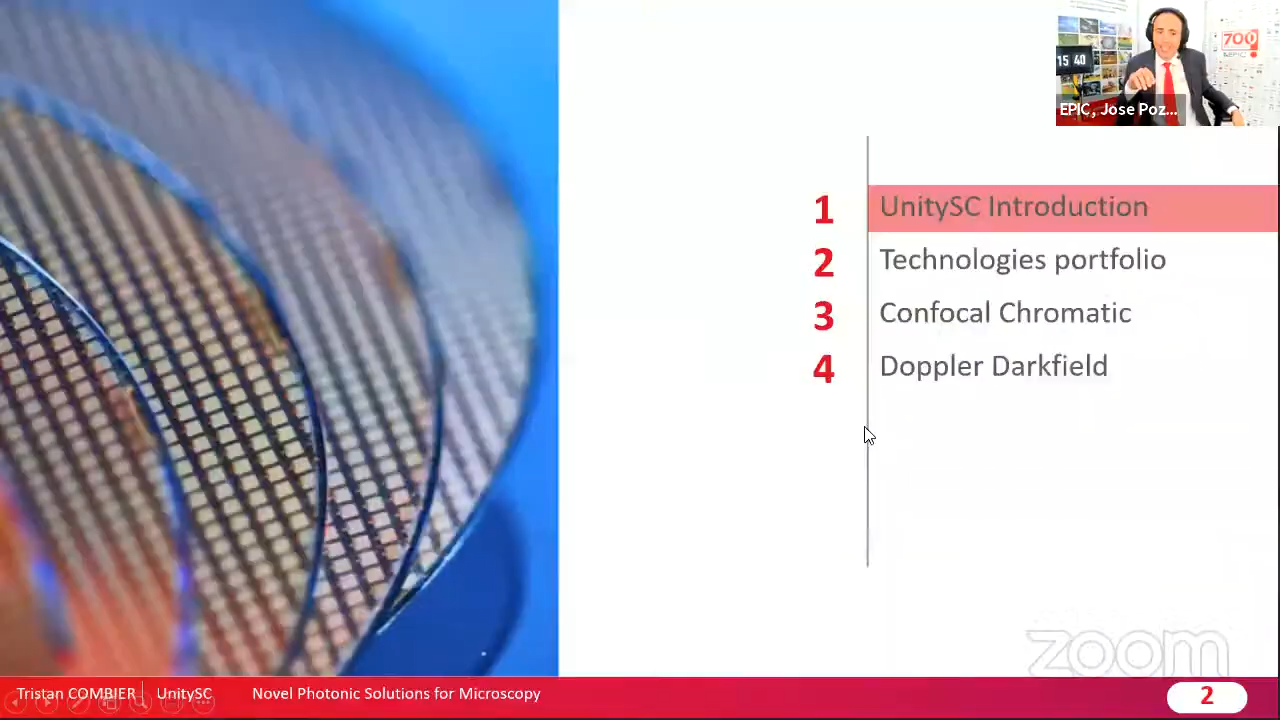 15 40
700
EPIC
EPIC, Jose Poz...
1 UnitySC Introduction
2 Technologies portfolio
3 Confocal Chromatic
4 Doppler Darkfield
zoom
Tristan COMBIER UnitySC Novel Photonic Solutions for Microscopy 2